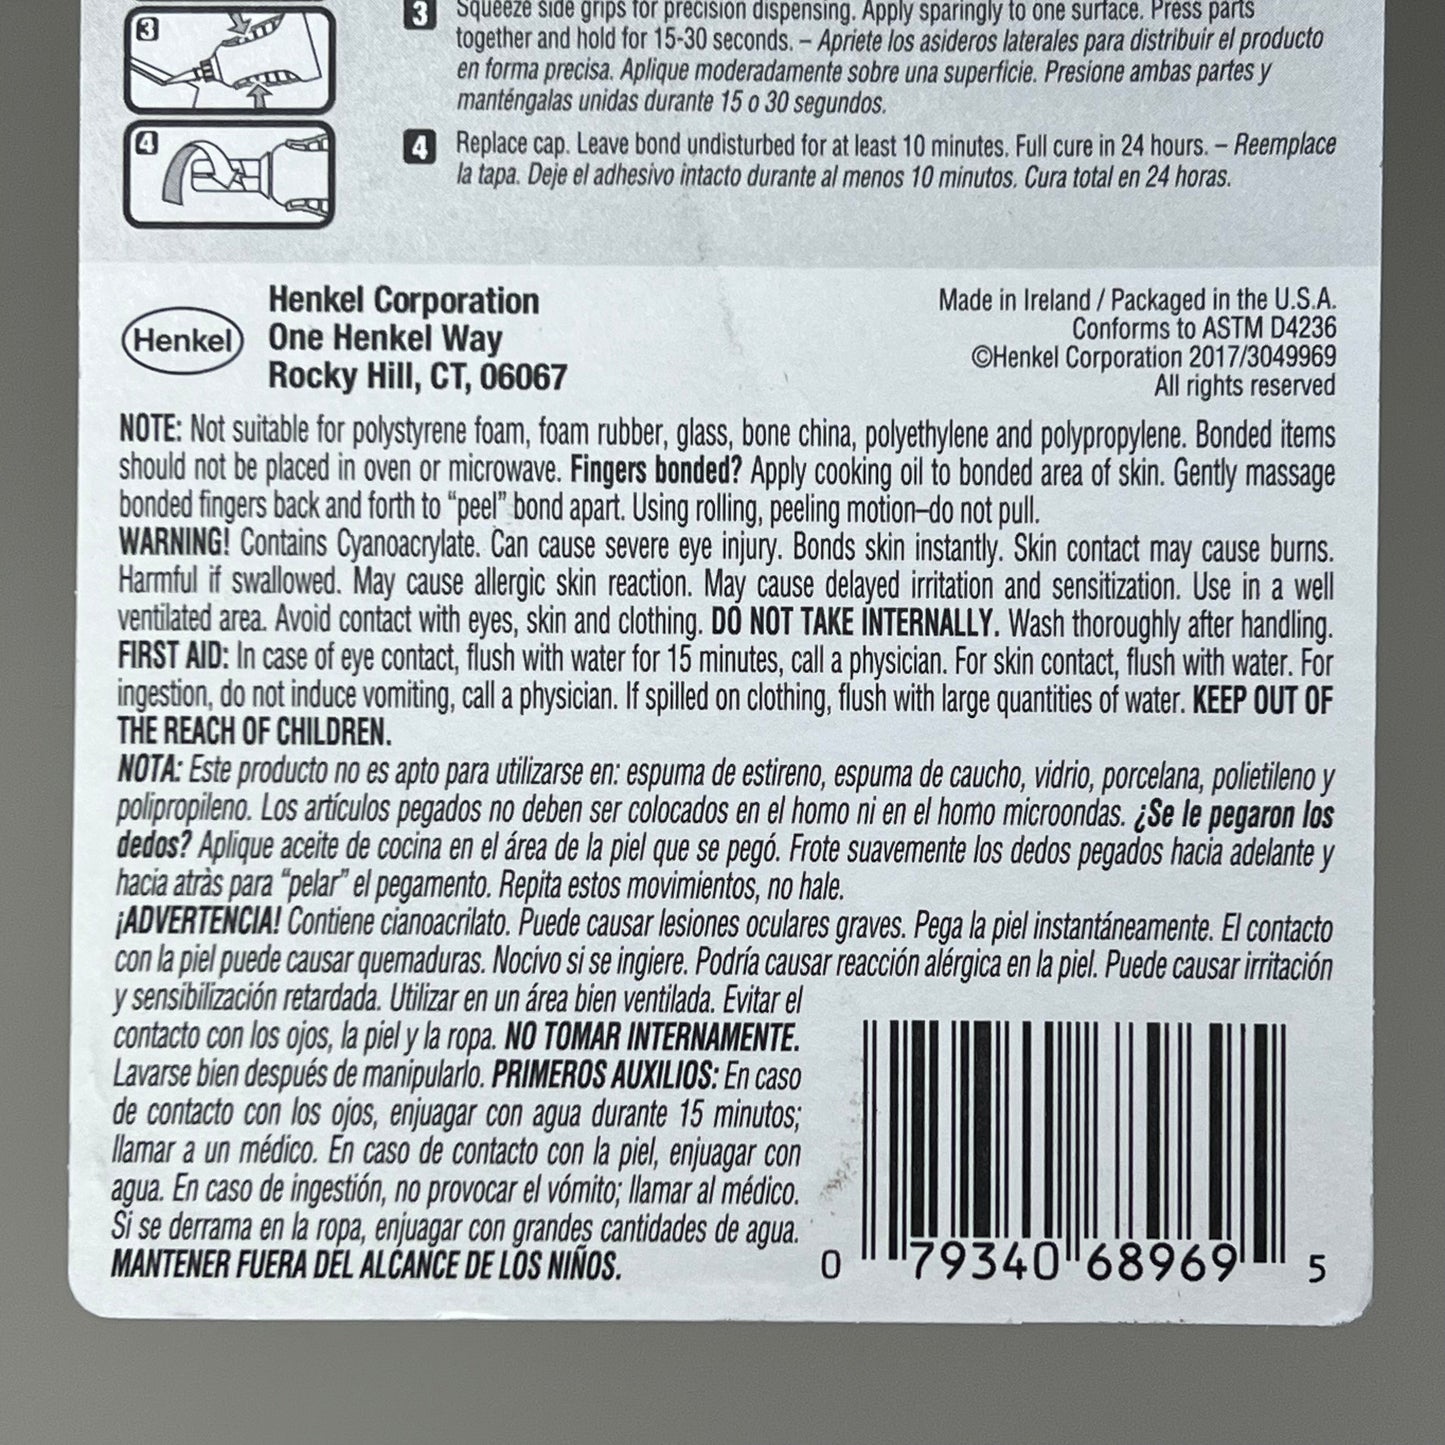 3
3 Squeeze side grips for precision dispensing. Apply sparingly to one surface. Press parts
together and hold for 15-30 seconds. – Apriete los asideros laterales para distribuir el producto
en forma precisa. Aplique moderadamente sobre una superficie. Presione ambas partes y
manténgalas unidas durante 15 o 30 segundos.
4
4 Replace cap. Leave bond undisturbed for at least 10 minutes. Full cure in 24 hours. – Reemplace
la tapa. Deje el adhesivo intacto durante al menos 10 minutos. Cura total en 24 horas.
Henkel
Henkel Corporation
One Henkel Way
Rocky Hill, CT, 06067
Made in Ireland / Packaged in the U.S.A.
Conforms to ASTM D4236
©Henkel Corporation 2017/3049969
All rights reserved
NOTE: Not suitable for polystyrene foam, foam rubber, glass, bone china, polyethylene and polypropylene. Bonded items
should not be placed in oven or microwave. Fingers bonded? Apply cooking oil to bonded area of skin. Gently massage
bonded fingers back and forth to “peel” bond apart. Using rolling, peeling motion–do not pull.
WARNING! Contains Cyanoacrylate. Can cause severe eye injury. Bonds skin instantly. Skin contact may cause burns.
Harmful if swallowed. May cause allergic skin reaction. May cause delayed irritation and sensitization. Use in a well
ventilated area. Avoid contact with eyes, skin and clothing. DO NOT TAKE INTERNALLY. Wash thoroughly after handling.
FIRST AID: In case of eye contact, flush with water for 15 minutes, call a physician. For skin contact, flush with water. For
ingestion, do not induce vomiting, call a physician. If spilled on clothing, flush with large quantities of water. KEEP OUT OF
THE REACH OF CHILDREN.
NOTA: Este producto no es apto para utilizarse en: espuma de estireno, espuma de caucho, vidrio, porcelana, polietileno y
polipropileno. Los artículos pegados no deben ser colocados en el horno ni en el horno microondas. ¿Se le pegaron los
dedos? Aplique aceite de cocina en el área de la piel que se pegó. Frote suavemente los dedos pegados hacia adelante y
hacia atràs para “pelar” el pegamento. Repita estos movimientos, no hale.
¡ADVERTENCIA! Contiene cianoacrilato. Puede causar lesiones oculares graves. Pega la piel instantáneamente. El contacto
con la piel puede causar quemaduras. Nocivo si se ingiere. Podría causar reacción alérgica en la piel. Puede causar irritación
y sensibilización retardada. Utilizar en un área bien ventilada. Evitar el
contacto con los ojos, la piel y la ropa. NO TOMAR INTERNAMENTE.
Lavarse bien después de manipularlo. PRIMEROS AUXILIOS: En caso
de contacto con los ojos, enjuagar con agua durante 15 minutos;
llamar a un médico. En caso de contacto con la piel, enjuagar con
agua. En caso de ingestión, no provocar el vómito; llamar al médico.
Si se derrama en la ropa, enjuagar con grandes cantidades de agua.
MANTENER FUERA DEL ALCANCE DE LOS NIÑOS.
0 79340 68969 5